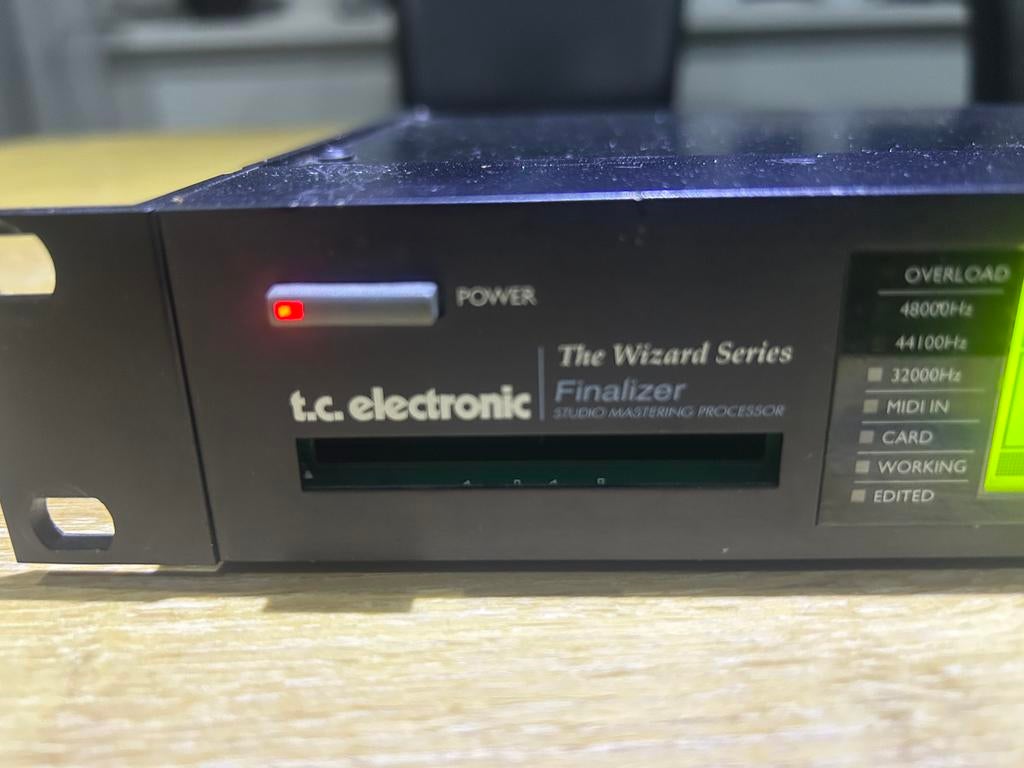 POWER
t.c. electronic
The Wizard Series
Finalizer
STUDIO MASTERING PROCESSOR
OVERLOAD
48000Hz
44100Hz
32000Hz
MIDI IN
CARD
WORKING
EDITED